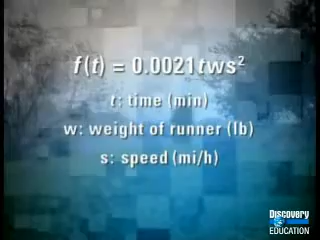 f(t) = 0.0021tws²
t: time (min)
w: weight of runner (lb)
s: speed (mi/h)
Discovery
EDUCATION